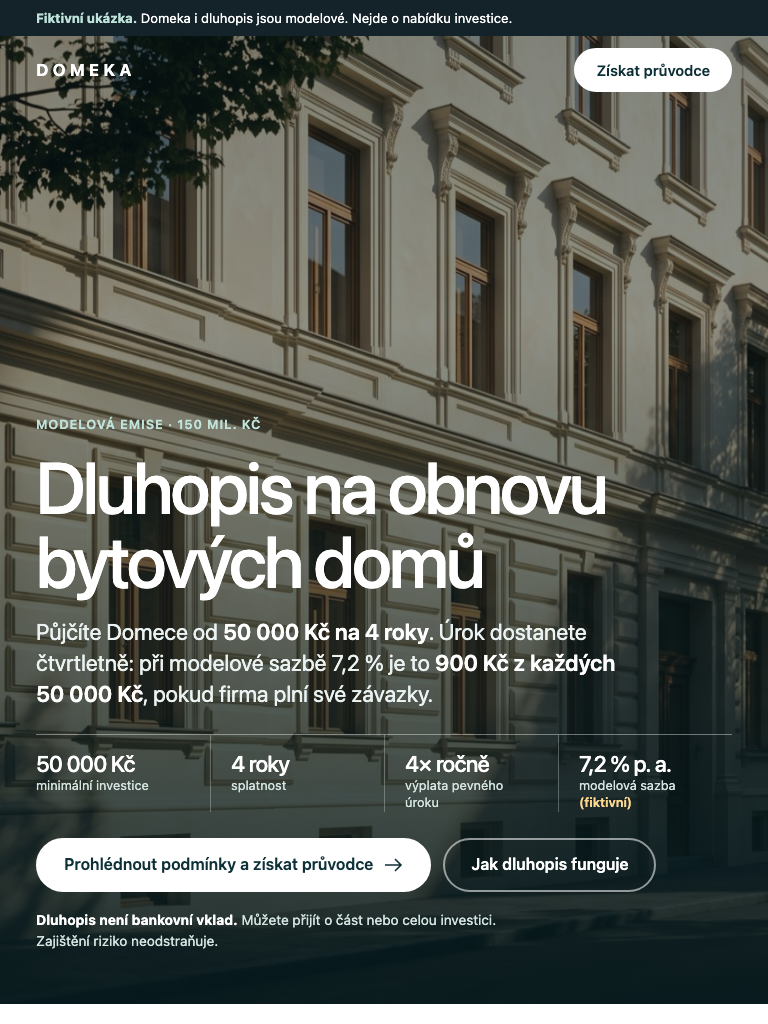 Fiktivní ukázka. Domeka i dluhopis jsou modelové. Nejde o nabídku investice.
DOMEKA
Získat průvodce
MODELOVÁ EMISE · 150 MIL. KČ
Dluhopis na obnovu
bytových domů
Půjčíte Domece od 50 000 Kč na 4 roky. Úrok dostanete
čtvrtletně: při modelové sazbě 7,2 % je to 900 Kč z každých
50 000 Kč, pokud firma plní své závazky.
50 000 Kč
minimální investice
4 roky
splatnost
4× ročně
výplata pevného
úroku
7,2 % p. a.
modelová sazba
(fiktivní)
Prohlédnout podmínky a získat průvodce →
Jak dluhopis funguje
Dluhopis není bankovní vklad. Můžete přijít o část nebo celou investici.
Zajištění riziko neodstraňuje.